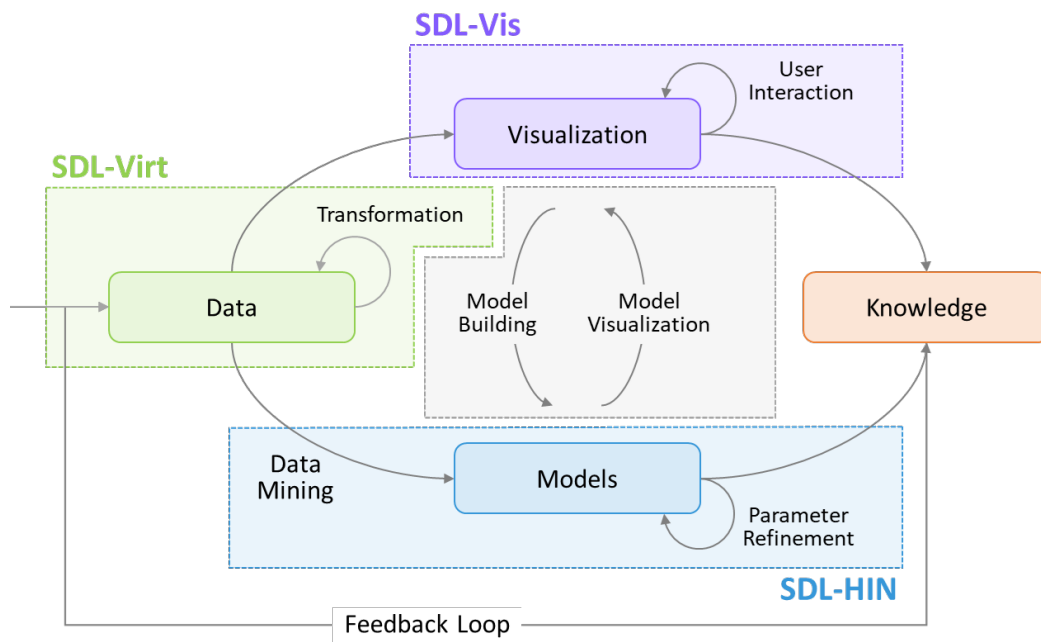 SDL-Vis
User
Interaction
Visualization
SDL-Virt
Transformation
Data
Model
Building
Model
Visualization
Knowledge
Data
Mining
Models
Parameter
Refinement
SDL-HIN
Feedback Loop